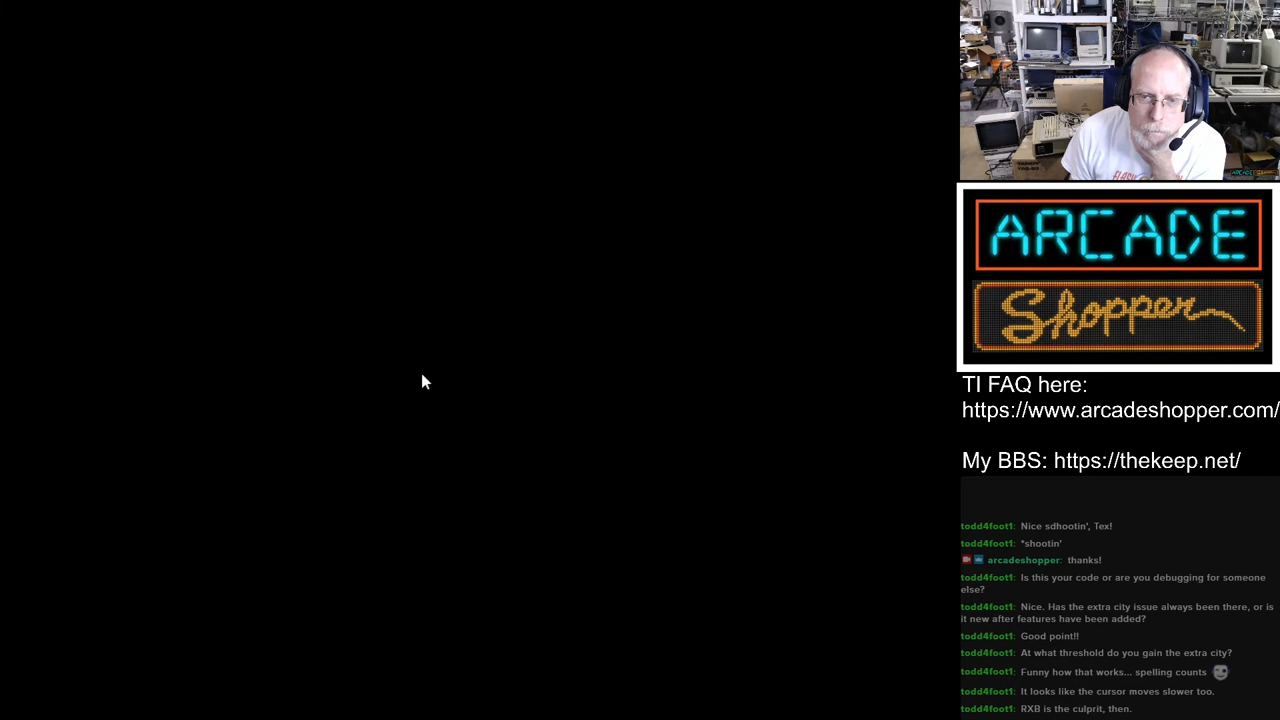 ARCADE
Shopper
TI FAQ here:
https://www.arcadeshopper.com/
My BBS: https://thekeep.net/
todd4foot1: Nice sdhootin', Tex!
todd4foot1: *shootin'
arcadeshopper: thanks!
todd4foot1: Is this your code or are you debugging for someone
else?
todd4foot1: Nice. Has the extra city issue always been there, or is
it new after features have been added?
todd4foot1: Good point!!
todd4foot1: At what threshold do you gain the extra city?
todd4foot1: Funny how that works... spelling counts
todd4foot1: It looks like the cursor moves slower too.
todd4foot1: RXB is the culprit, then.